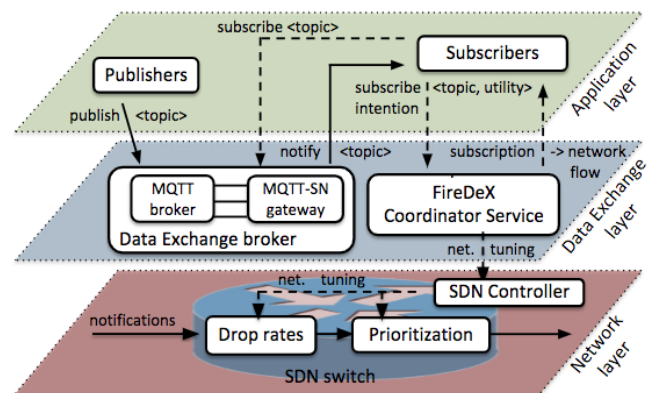 subscribe <topic>
Subscribers
Publishers
publish <topic>
subscribe <topic, utility>
intention
Application
layer
notify <topic>
subscription -> network
flow
MQTT
broker
MQTT-SN
gateway
Data Exchange broker
FireDeX
Coordinator Service
Data Exchange
layer
net. tuning
net. tuning
SDN Controller
notifications
Drop rates
Prioritization
SDN switch
Network
layer